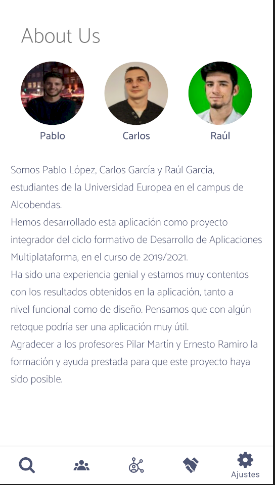 About Us
Pablo Carlos Raúl
Somos Pablo López, Carlos García y Raúl García,
estudiantes de la Universidad Europea en el campus de
Alcobendas.
Hemos desarrollado esta aplicación como proyecto
integrador del ciclo formativo de Desarrollo de Aplicaciones
Multiplataforma, en el curso de 2019/2021.
Ha sido una experiencia genial y estamos muy contentos
con los resultados obtenidos en la aplicación, tanto a
nivel funcional como de diseño. Pensamos que con algún
retoque podría ser una aplicación muy útil.
Agradecer a los profesores Pilar Martín y Ernesto Ramiro la
formación y ayuda prestada para que este proyecto haya
sido posible.
Ajustes